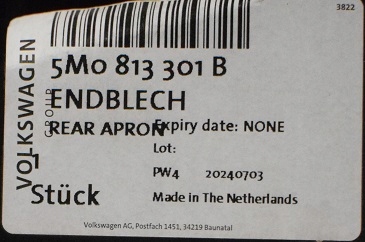 3822
VOLKSWAGEN
GROUP
5M0 813 301 B
ENDBLECH
REAR APRON
Expiry date: NONE
Lot:
PW4 20240703
1
Stück
Made in The Netherlands
Volkswagen AG, Postfach 1451, 34219 Baunatal